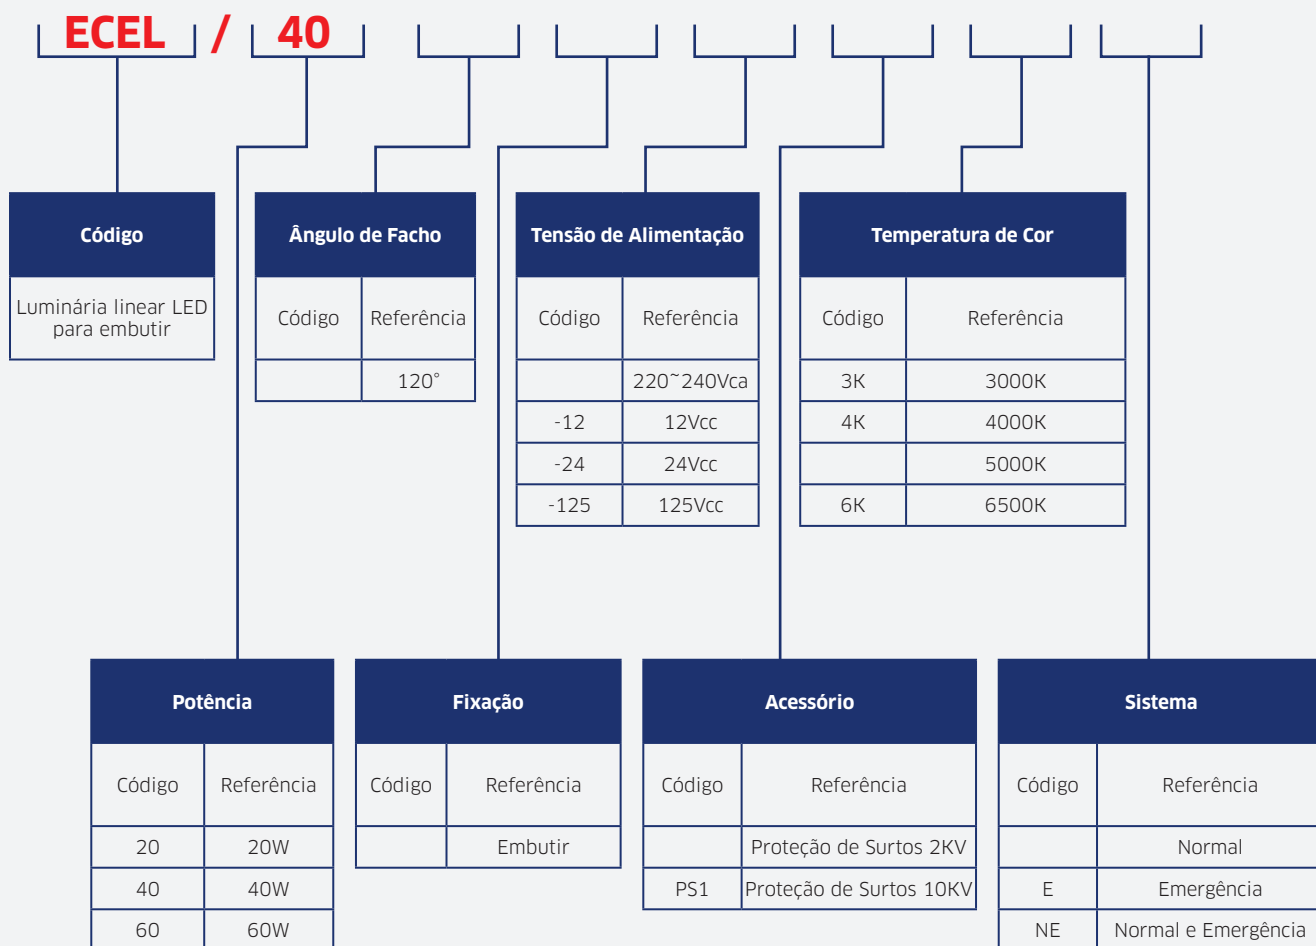 ECEL / 40
Código
Luminária linear LED
para embutir
Ângulo de Facho
Código Referência
120°
Tensão de Alimentação
Código Referência
220~240Vca
-12 12Vcc
-24 24Vcc
-125 125Vcc
Temperatura de Cor
Código Referência
3K 3000K
4K 4000K
5000K
6K 6500K
Potência
Código Referência
20 20W
40 40W
60 60W
Fixação
Código Referência
Embutir
Acessório
Código Referência
Proteção de Surtos 2KV
PS1 Proteção de Surtos 10KV
Sistema
Código Referência
Normal
E Emergência
NE Normal e Emergência